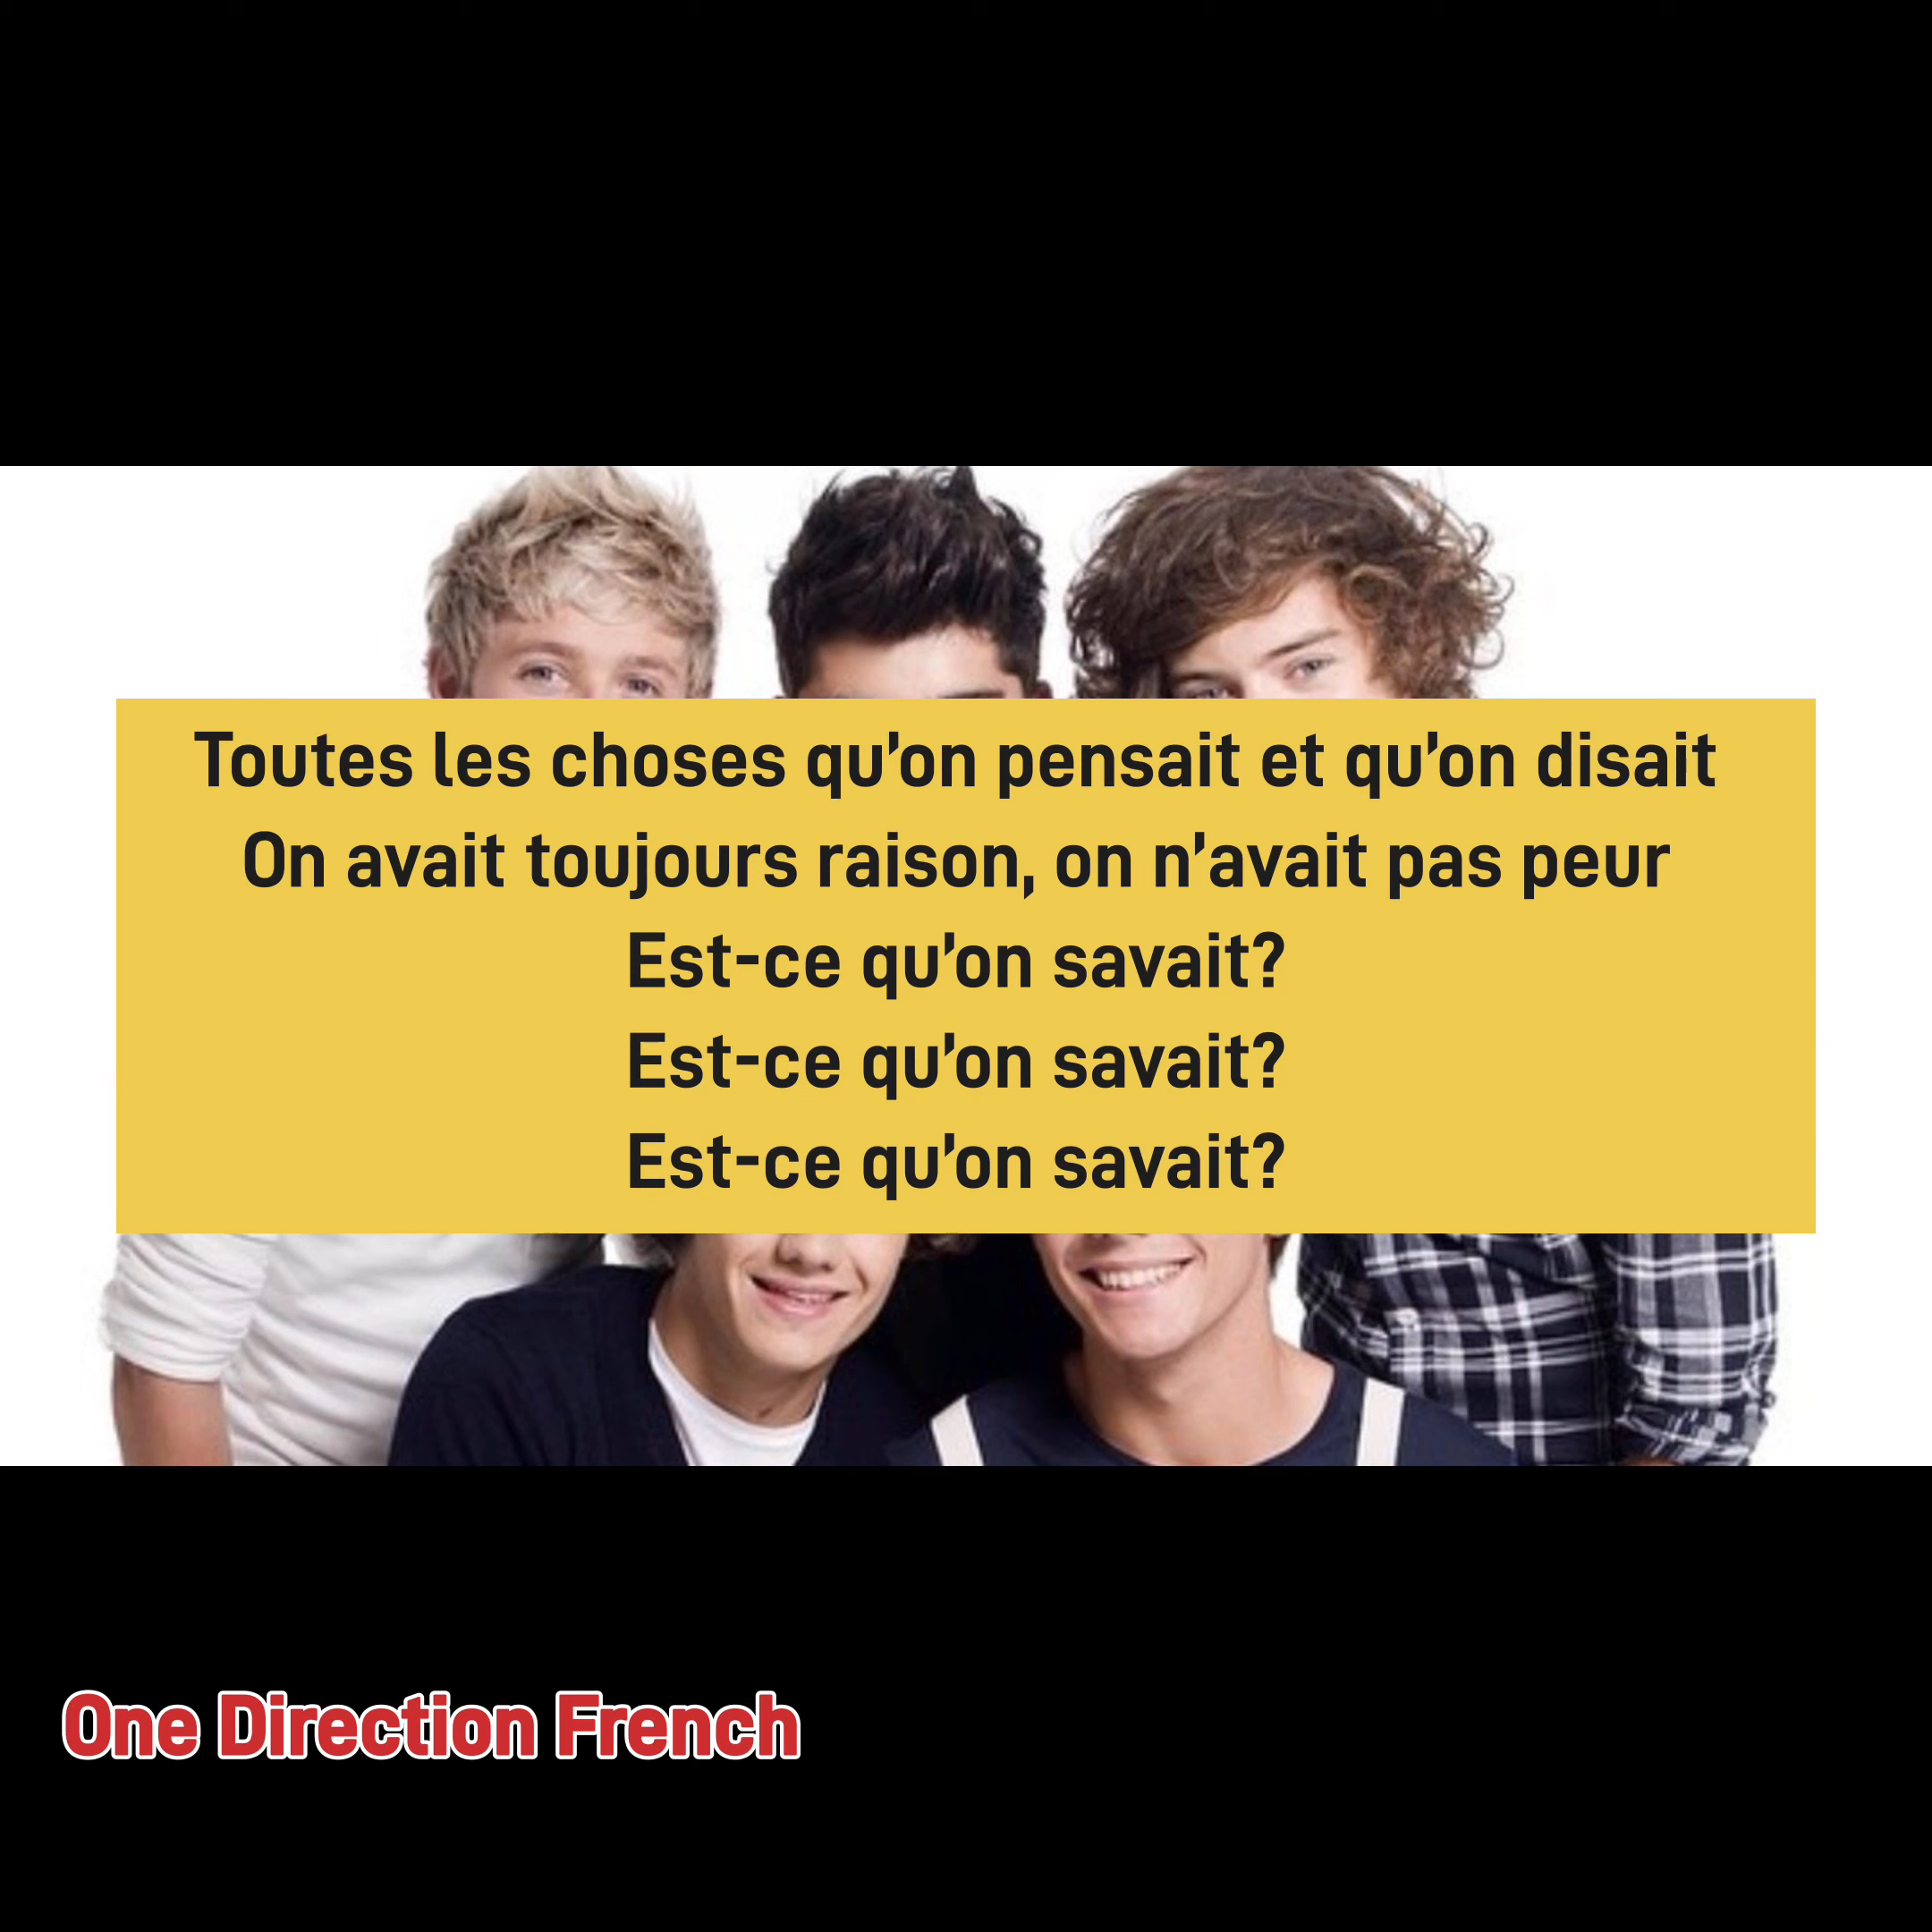 Toutes les choses qu’on pensait et qu’on disait
On avait toujours raison, on n’avait pas peur
Est-ce qu’on savait?
Est-ce qu’on savait?
Est-ce qu’on savait?
One Direction French